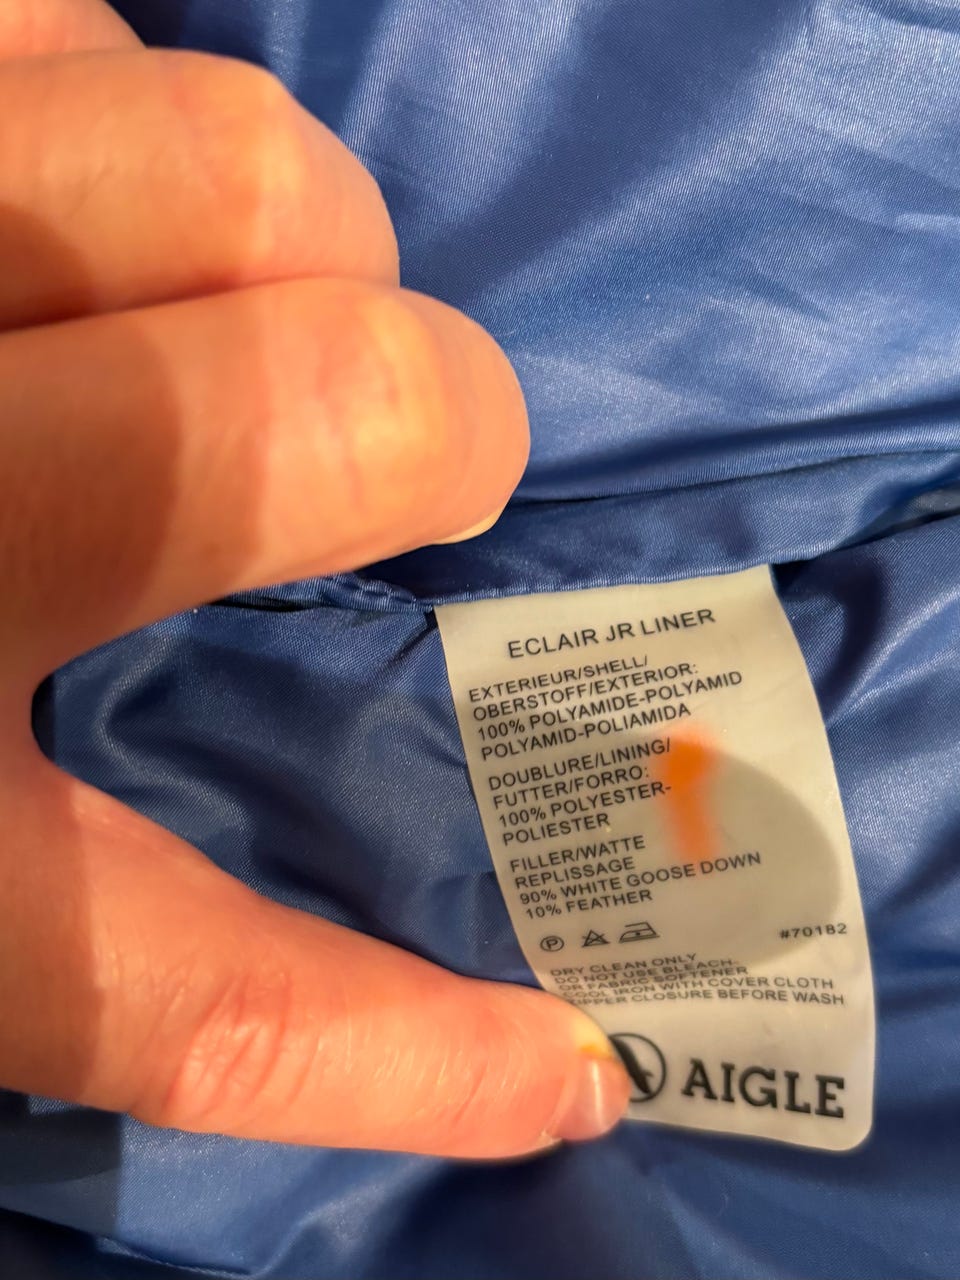 ECLAIR JR LINER
EXTERIEUR/SHELL/
OBERSTOFF/EXTERIOR:
100% POLYAMIDE-POLYAMID
POLYAMID-POLIAMIDA
DOUBLURE/LINING/
FUTTER/FORRO:
100% POLYESTER-
POLIESTER
FILLER/WATTE
REPLISSAGE
90% WHITE GOOSE DOWN
10% FEATHER
P
#70182
DRY CLEAN ONLY
DO NOT USE BLEACH.
OR FABRIC SOFTENER
COOL IRON WITH COVER CLOTH
CLOSURE BEFORE WASH
AIGLE